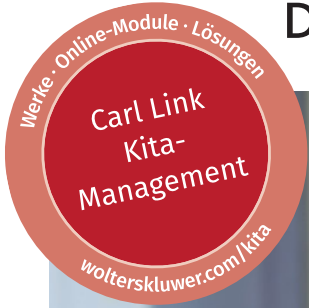 D
Werke · Online-Module · Lösungen
Carl Link
Kita-
Management
wolterskluwer.com/kita